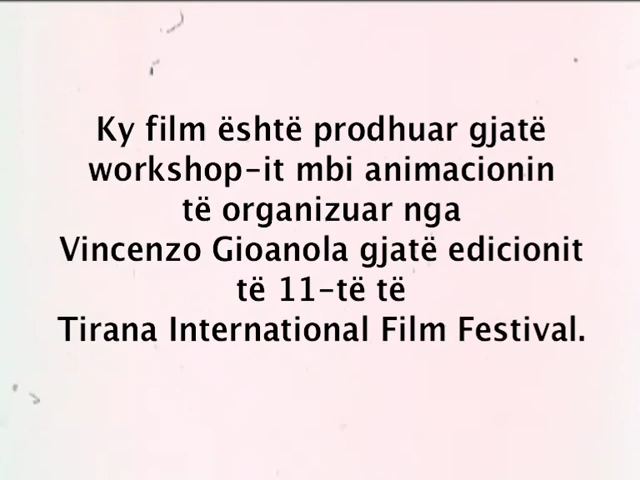 Ky film është prodhuar gjatë
workshop-it mbi animacionin
të organizuar nga
Vincenzo Gioanola gjatë edicionit
të 11-të të
Tirana International Film Festival.